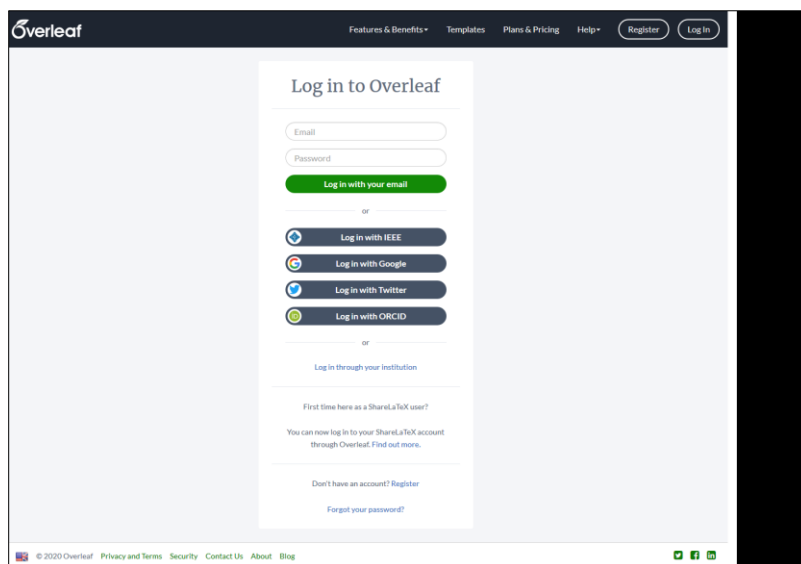 Overleaf
Features & Benefits Templates Plans & Pricing Help Register Log In
Log in to Overleaf
Email
Password
Log in with your email
or
Log in with IEEE
Log in with Google
Log in with Twitter
Log in with ORCID
or
Log in through your institution
First time here as a ShareLaTeX user?
You can now log in to your ShareLaTeX account
through Overleaf. Find out more.
Don't have an account? Register
Forgot your password?
© 2020 Overleaf Privacy and Terms Security Contact Us About Blog